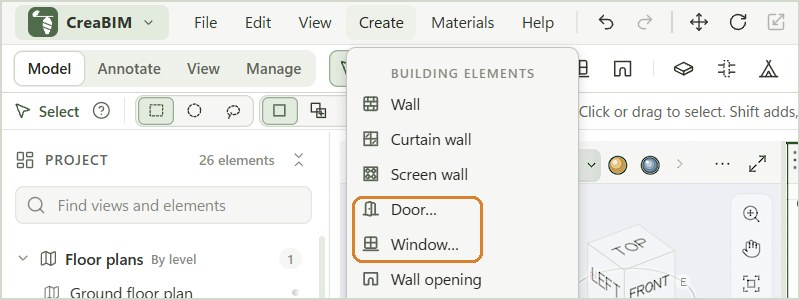 CreaBIM File Edit View Create Materials Help
Model Annotate View Manage
BUILDING ELEMENTS
Select ? Click or drag to select. Shift adds,
Wall
Curtain wall
Screen wall
Door...
Window...
Wall opening
PROJECT 26 elements
Find views and elements
Floor plans By level 1
Ground floor plan
TOP
LEFT FRONT E